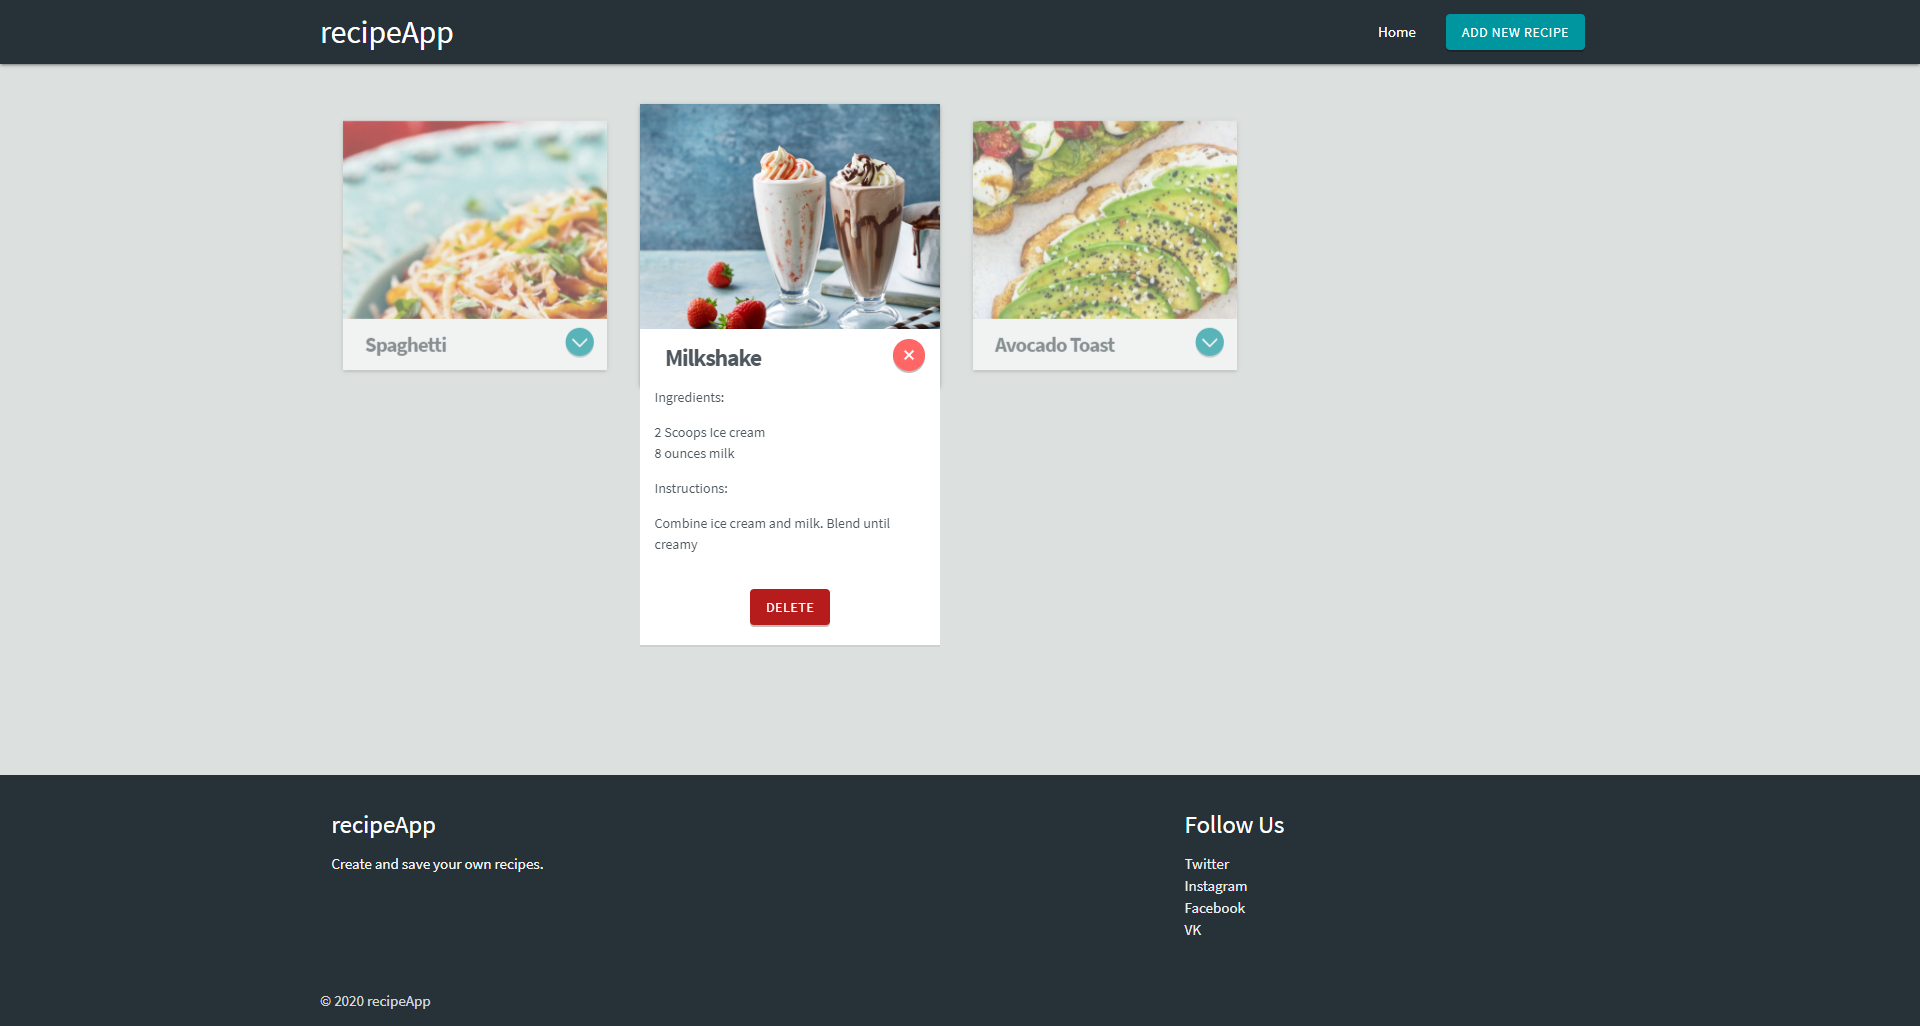 recipeApp
Home
ADD NEW RECIPE
Spaghetti
Milkshake
Avocado Toast
Ingredients:
2 Scoops Ice cream
8 ounces milk
Instructions:
Combine ice cream and milk. Blend until
creamy
DELETE
recipeApp
Create and save your own recipes.
Follow Us
Twitter
Instagram
Facebook
VK
© 2020 recipeApp